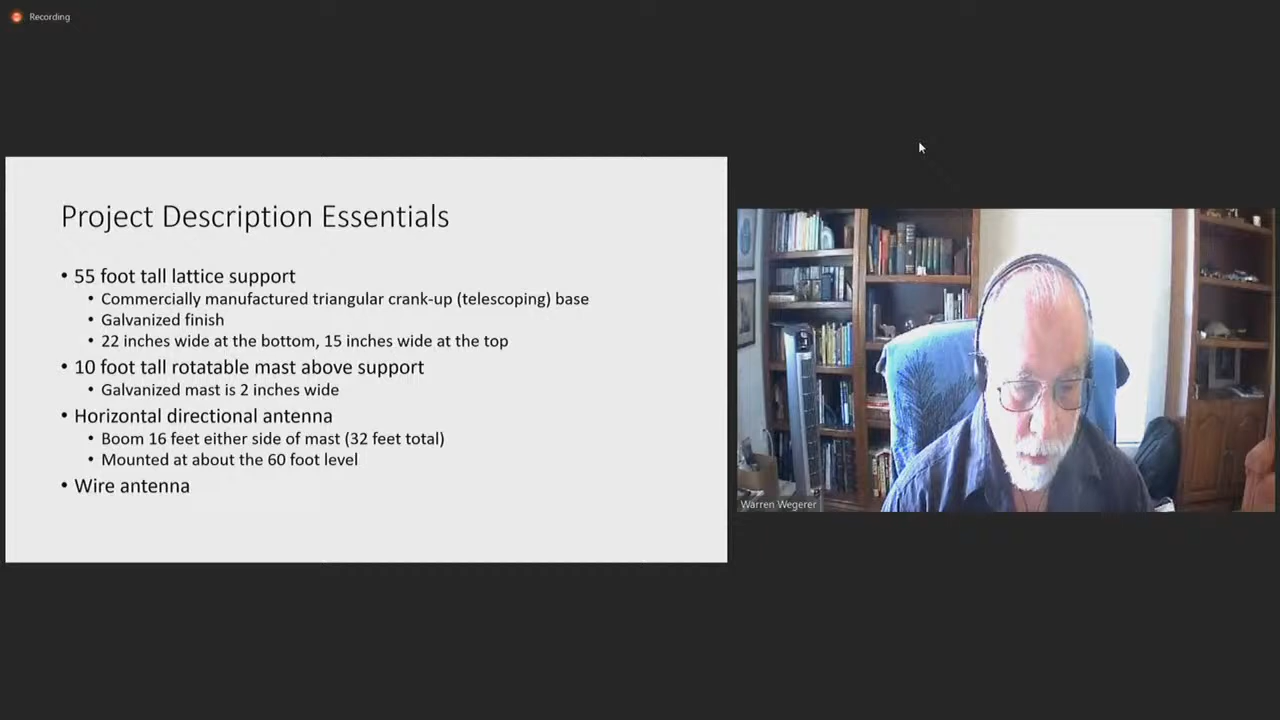 Recording
Project Description Essentials
• 55 foot tall lattice support
• Commercially manufactured triangular crank-up (telescoping) base
• Galvanized finish
• 22 inches wide at the bottom, 15 inches wide at the top
• 10 foot tall rotatable mast above support
• Galvanized mast is 2 inches wide
• Horizontal directional antenna
• Boom 16 feet either side of mast (32 feet total)
• Mounted at about the 60 foot level
• Wire antenna
Warren Wegerer